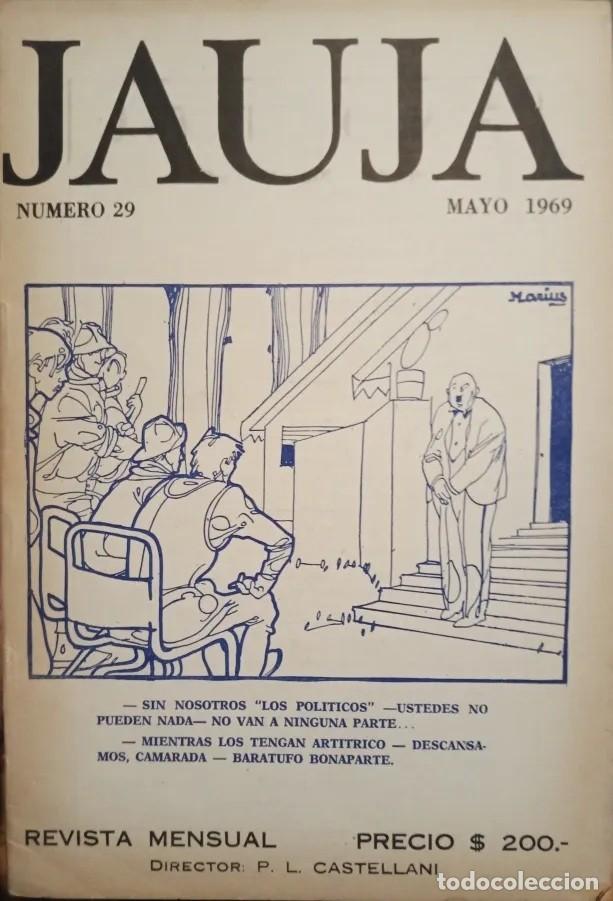 JAUJA
NUMERO 29 MAYO 1969
Marius
— SIN NOSOTROS "LOS POLITICOS" —USTEDES NO
PUEDEN NADA— NO VAN A NINGUNA PARTE...
— MIENTRAS LOS TENGAN ARTITRICO — DESCANSA-
MOS, CAMARADA — BARATUFO BONAPARTE.
REVISTA MENSUAL PRECIO $ 200.-
DIRECTOR: P. L. CASTELLANI
todocoleccion